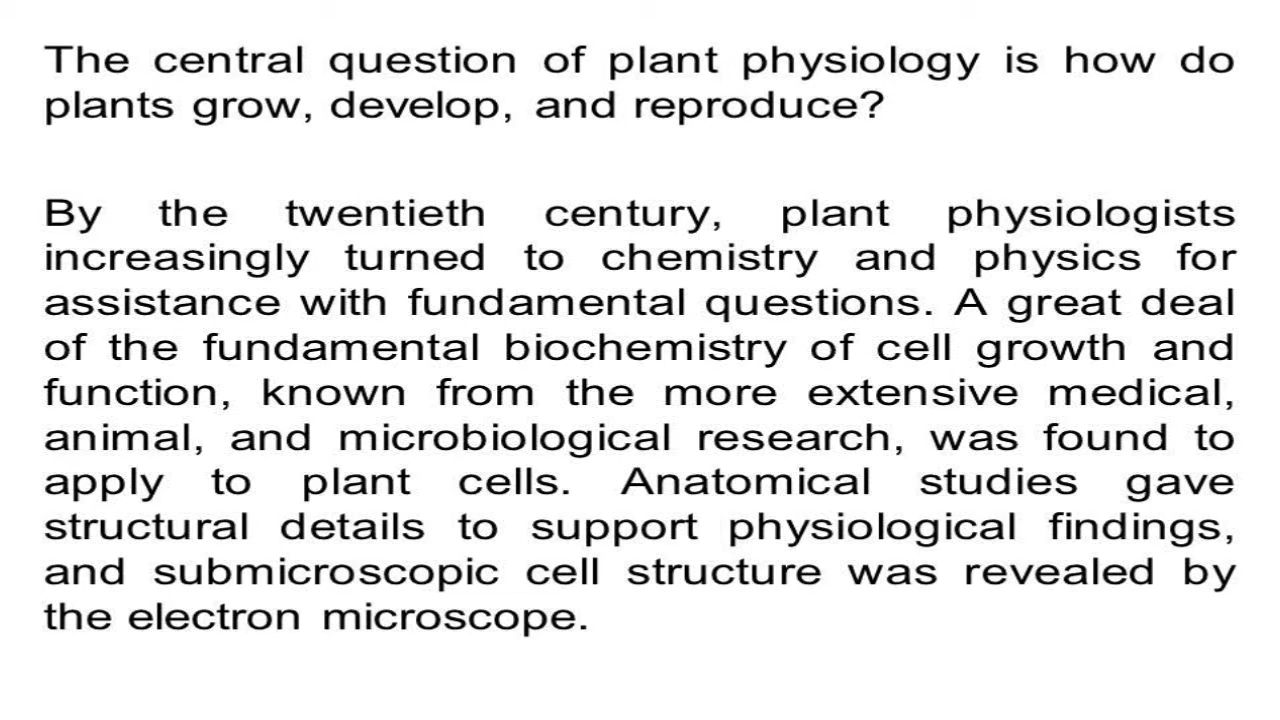 The central question of plant physiology is how do
plants grow, develop, and reproduce?
By the twentieth century, plant physiologists
increasingly turned to chemistry and physics for
assistance with fundamental questions. A great deal
of the fundamental biochemistry of cell growth and
function, known from the more extensive medical,
animal, and microbiological research, was found to
apply to plant cells. Anatomical studies gave
structural details to support physiological findings,
and submicroscopic cell structure was revealed by
the electron microscope.